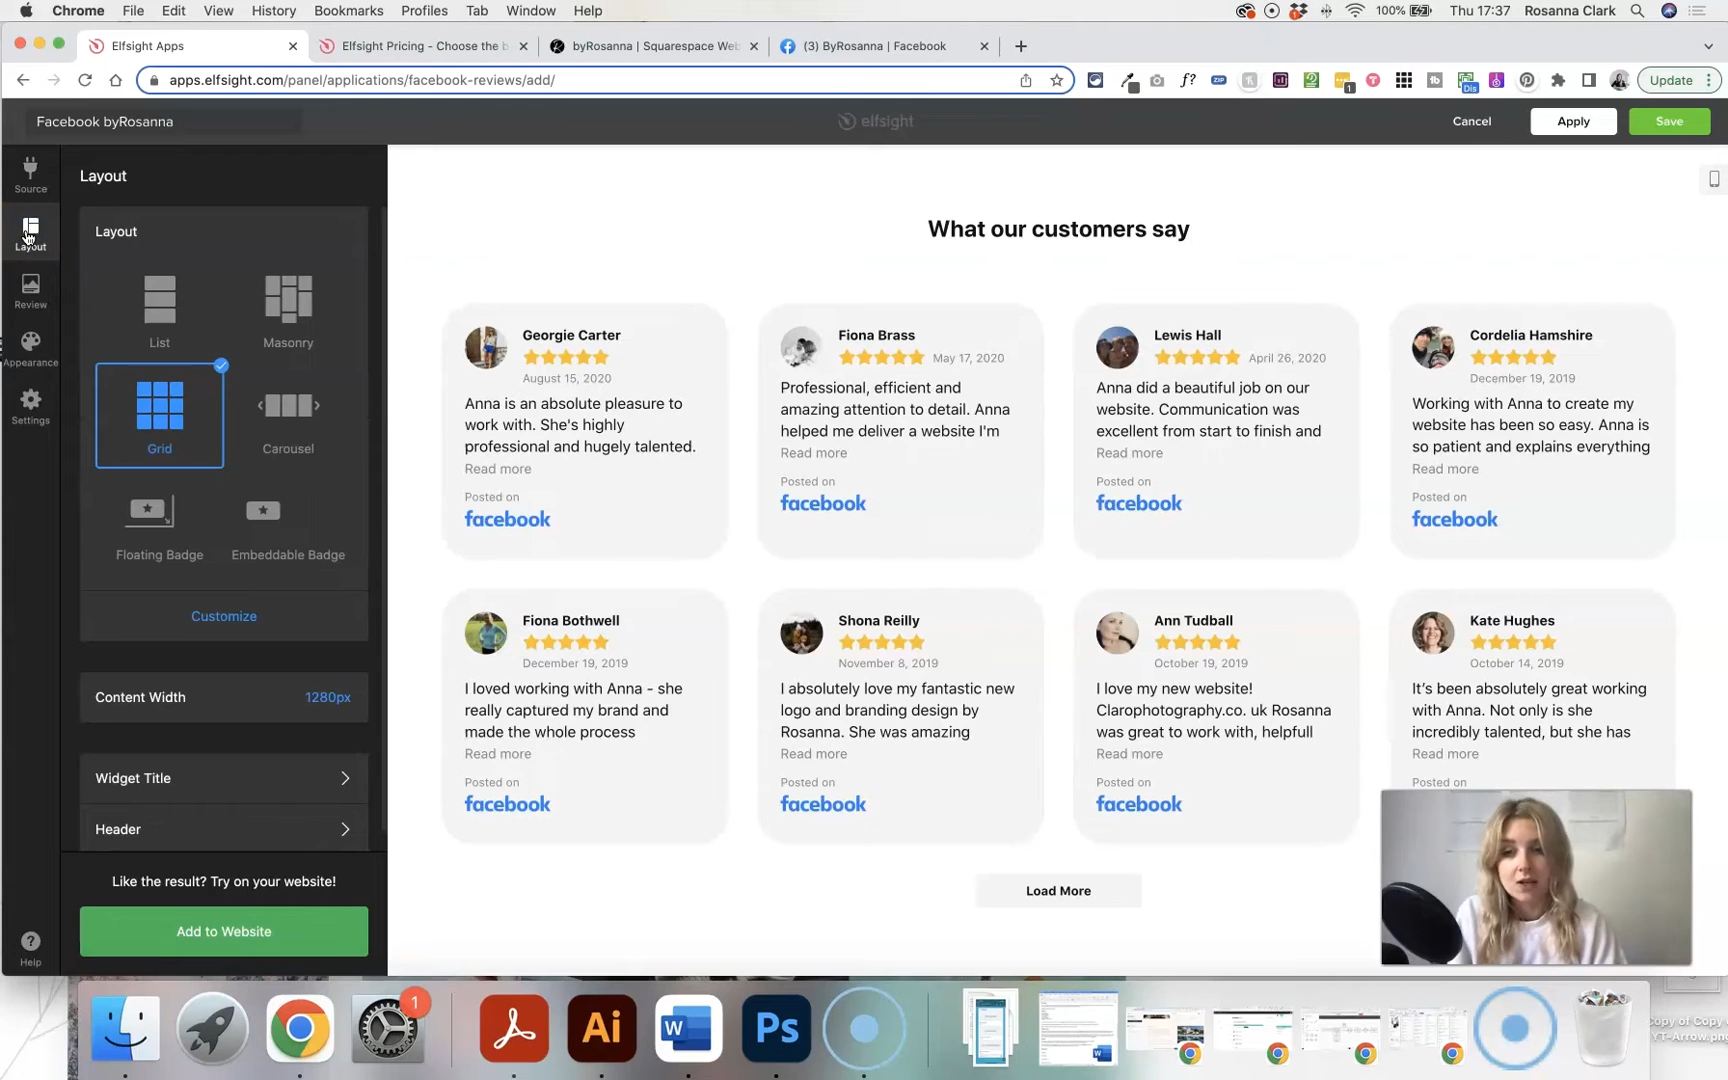 Chrome File Edit View History Bookmarks Profiles Tab Window Help 100% Thu 17:37 Rosanna Clark
Elfsight Apps Elfsight Pricing - Choose the b byRosanna | Squarespace Web (3) ByRosanna | Facebook
apps.elfsight.com/panel/applications/facebook-reviews/add/ f? ZIP 1 tb Dis Update
Facebook byRosanna elfsight Cancel Apply Save
Source
Layout
Review
Appearance
Settings
Help
Layout
Layout
List Masonry
Grid Carousel
Floating Badge Embeddable Badge
Customize
Content Width 1280px
Widget Title
Header
Like the result? Try on your website!
Add to Website
What our customers say
Georgie Carter
August 15, 2020
Anna is an absolute pleasure to
work with. She's highly
professional and hugely talented.
Read more
Posted on
facebook
Fiona Brass
May 17, 2020
Professional, efficient and
amazing attention to detail. Anna
helped me deliver a website I'm
Read more
Posted on
facebook
Lewis Hall
April 26, 2020
Anna did a beautiful job on our
website. Communication was
excellent from start to finish and
Read more
Posted on
facebook
Cordelia Hamshire
December 19, 2019
Working with Anna to create my
website has been so easy. Anna is
so patient and explains everything
Read more
Posted on
facebook
Fiona Bothwell
December 19, 2019
I loved working with Anna - she
really captured my brand and
made the whole process
Read more
Posted on
facebook
Shona Reilly
November 8, 2019
I absolutely love my fantastic new
logo and branding design by
Rosanna. She was amazing
Read more
Posted on
facebook
Ann Tudball
October 19, 2019
I love my new website!
Clarophotography.co. uk Rosanna
was great to work with, helpful
Read more
Posted on
facebook
Kate Hughes
October 14, 2019
It's been absolutely great working
with Anna. Not only is she
incredibly talented, but she has
Read more
Posted on
Load More
1
Ai W Ps
Copy of Copy
YT-Arrow.png